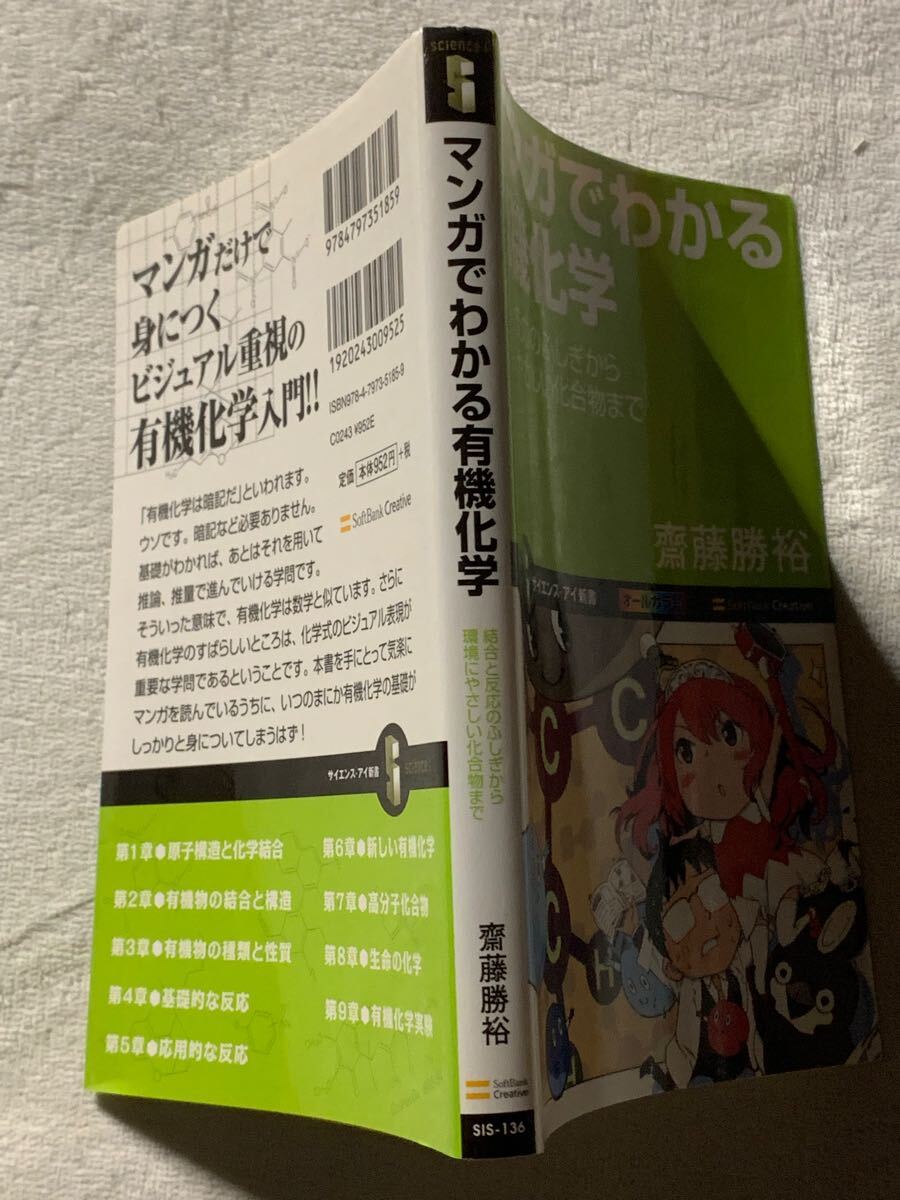 9784797351859
1920243009525
ISBN978-4-7973-5185-9
C0243 ¥952E
定価 本体952円 +税
SoftBank Creative
マンガだけで
身につく
ビジュアル重視の
有機化学入門!!
「有機化学は暗記だ」といわれます。
ウソです。暗記など必要ありません。
基礎がわかれば、あとはそれを用いて
推論、推量で進んでいける学問です。
そういった意味で、有機化学は数学と似ています。さらに
有機化学のすばらしいところは、化学式のビジュアル表現が
重要な学問であるということです。本書を手にとって気楽に
マンガを読んでいるうちに、いつのまにか有機化学の基礎が
しっかりと身についてしまうはず!
サイエンス・アイ新書
science・i
第1章●原子構造と化学結合
第2章●有機物の結合と構造
第3章●有機物の種類と性質
第4章●基礎的な反応
第5章●応用的な反応
第6章●新しい有機化学
第7章●高分子化合物
第8章●生命の化学
第9章●有機化学実験
science・i
マンガでわかる有機化学
結合と反応のふしぎから
環境にやさしい化合物まで
齋藤勝裕
SoftBank
Creative
SIS-136
ガでわかる
化学
しぎから
化合物まで
齋藤勝裕
サイエンス・アイ新書
オールカラー
SoftBank Creative
C
C
C
C
H